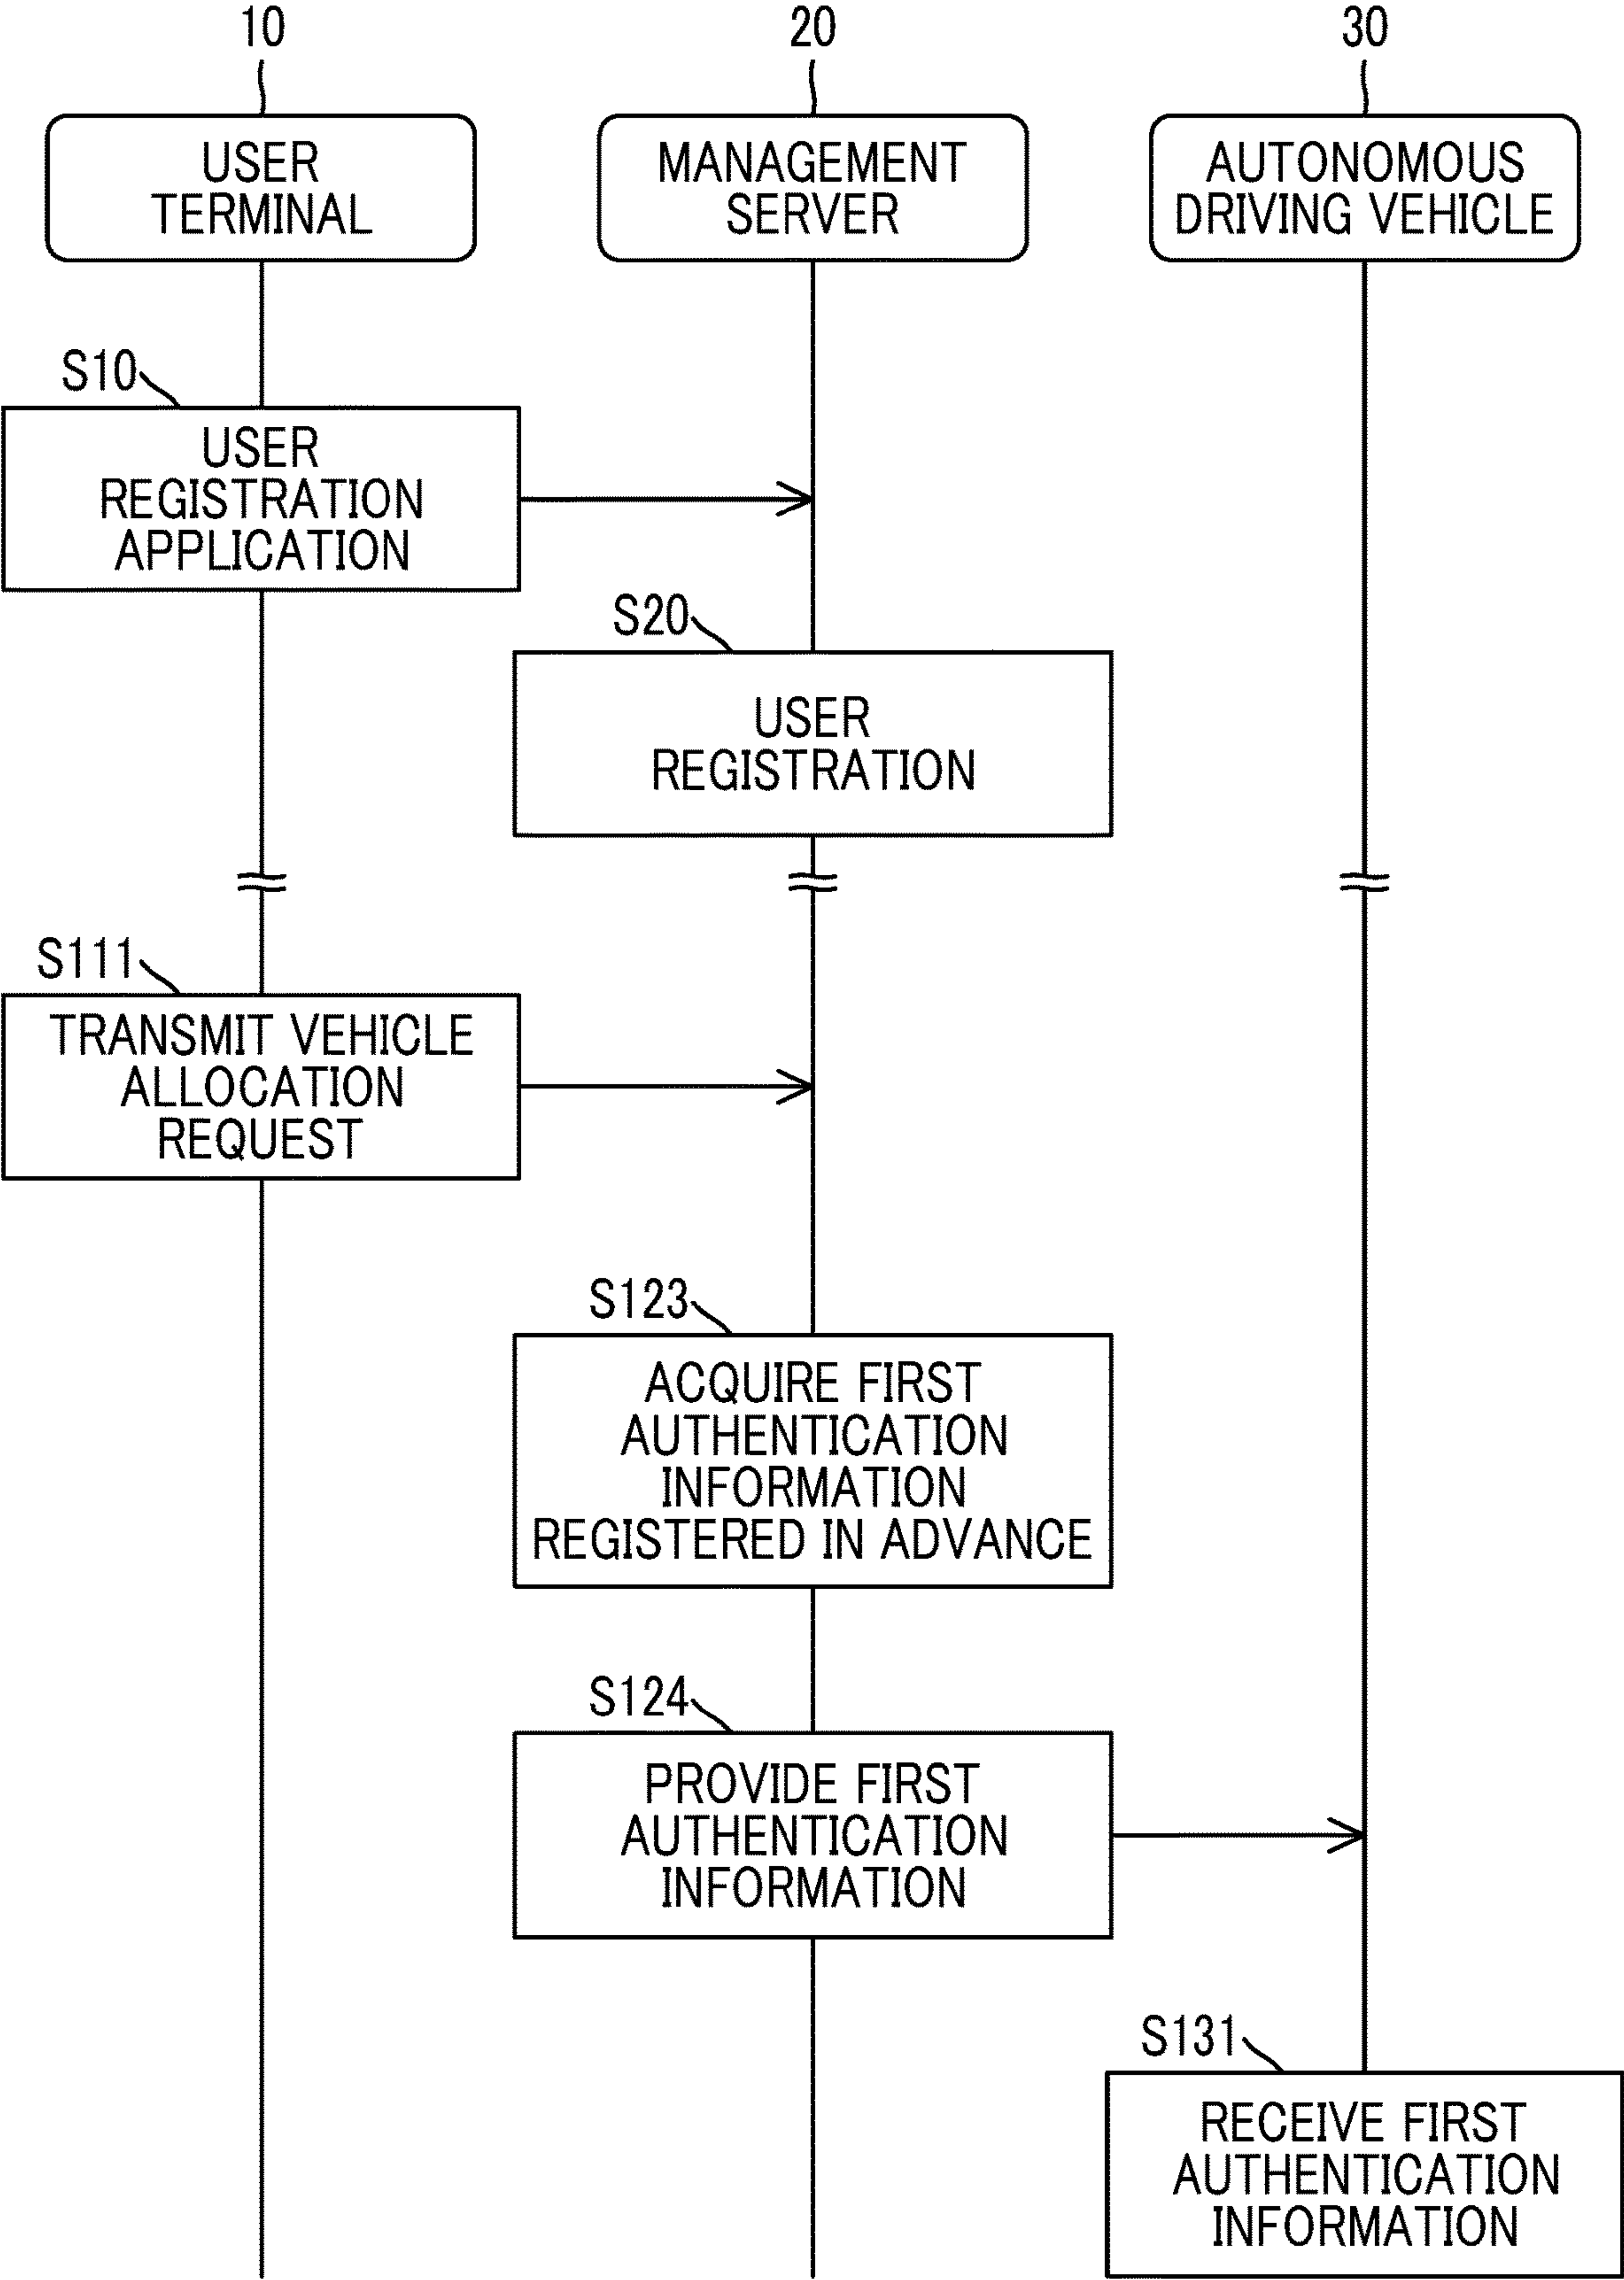 10
20
30
USER
TERMINAL
MANAGEMENT
SERVER
AUTONOMOUS
DRIVING VEHICLE
S10
USER
REGISTRATION
APPLICATION
S20
USER
REGISTRATION
S111
TRANSMIT VEHICLE
ALLOCATION
REQUEST
S123
ACQUIRE FIRST
AUTHENTICATION
INFORMATION
REGISTERED IN ADVANCE
S124
PROVIDE FIRST
AUTHENTICATION
INFORMATION
S131
RECEIVE FIRST
AUTHENTICATION
INFORMATION